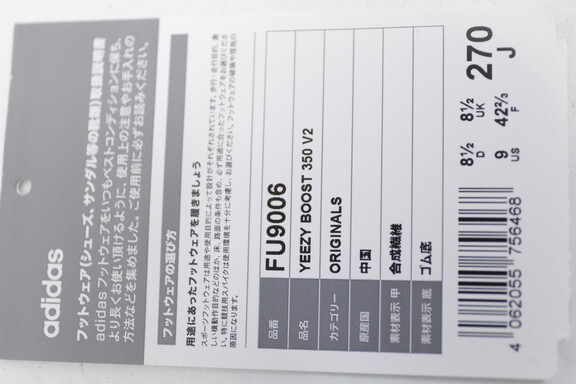 adidas
フットウェア(シューズ、サンダル等の総称)取扱説明書
adidasフットウェアをいつもベストコンディションに保ち、
より長くお使い頂けるように、使用上の注意やお手入れの
方法などを集めました。ご使用前に必ずお読みください。
フットウェアの選び方
用途にあったフットウェアを履きましょう
品番 FU9006
品名 YEEZY BOOST 350 V2
カテゴリー ORIGINALS
原産国 中国
素材表示 甲 合成繊維
素材表示 底 ゴム底
8½ 8½ 270
D UK J
9 42⅔
US F
4 062055 756468